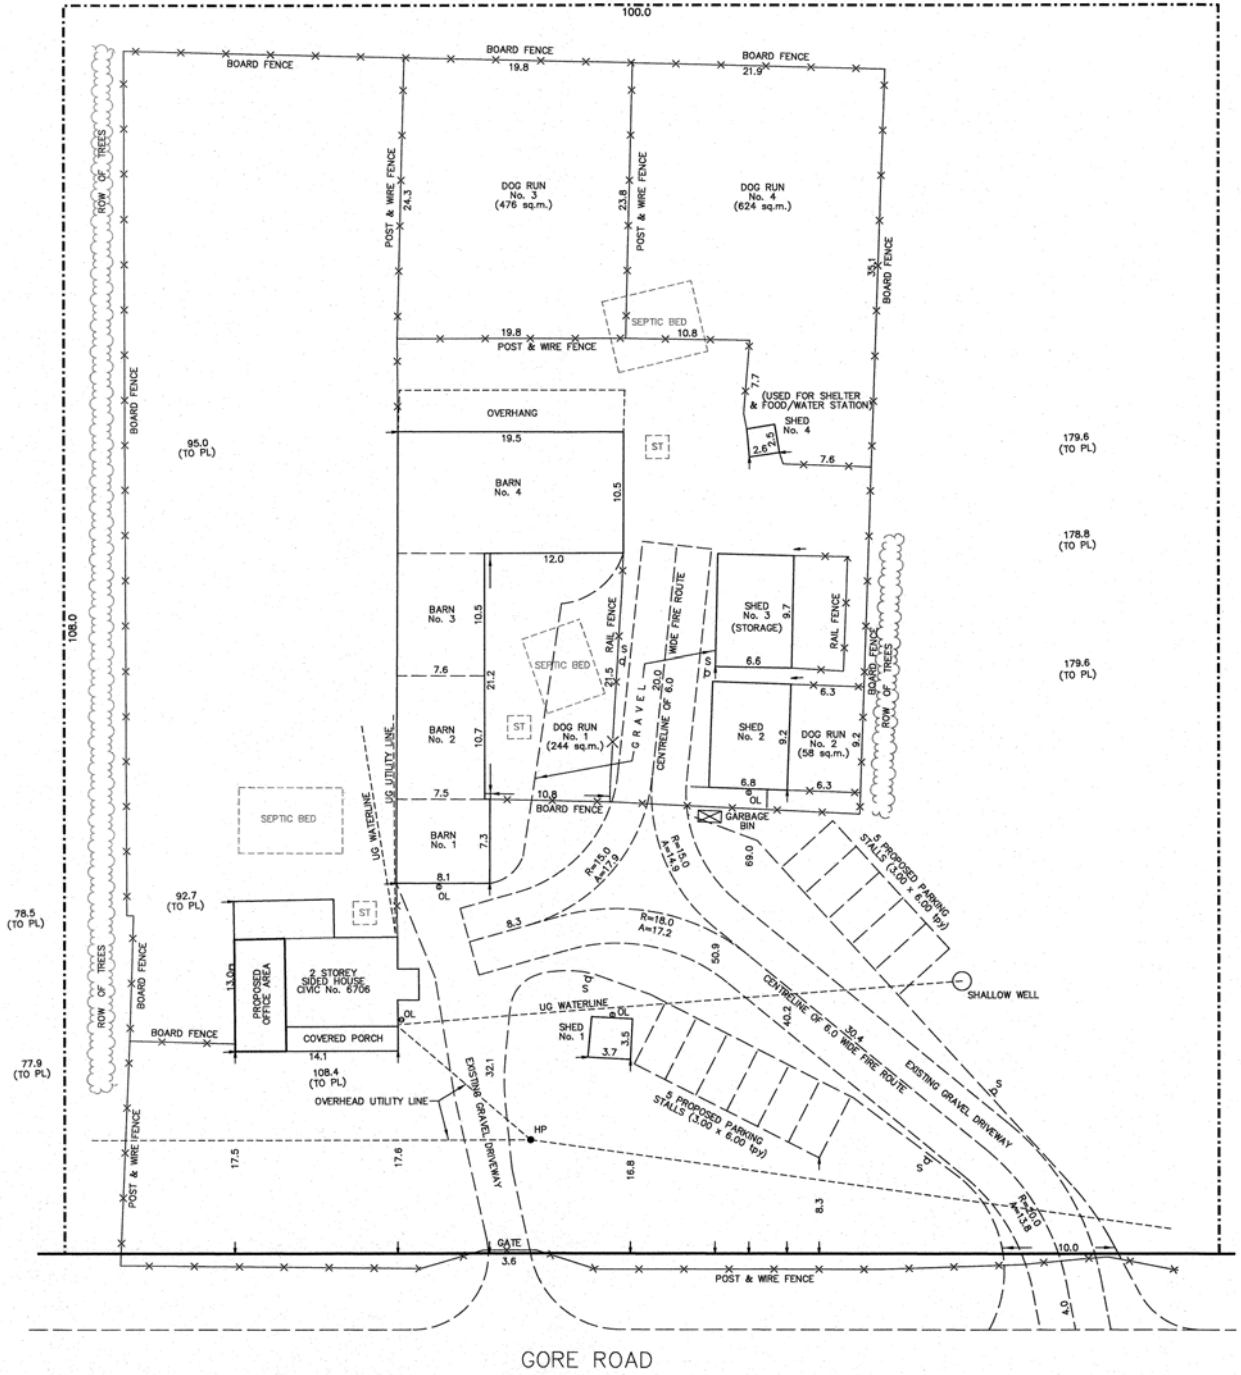 100.0
BOARD FENCE
BOARD FENCE
BOARD FENCE
19.8
21.9
ROW OF TREES
POST & WIRE FENCE
24.3
DOG RUN
No. 3
(476 sq.m.)
23.8
POST & WIRE FENCE
DOG RUN
No. 4
(624 sq.m.)
35.1
BOARD FENCE
SEPTIC BED
19.8
POST & WIRE FENCE
10.8
7.7
BOARD FENCE
(USED FOR SHELTER
& FOOD/WATER STATION)
SHED
No. 4
2.5
2.6
7.6
OVERHANG
19.5
ST
95.0
(TO PL)
179.6
(TO PL)
BARN
No. 4
10.5
178.8
(TO PL)
12.0
108.0
BARN
No. 3
10.5
RAIL FENCE
WIDE FIRE ROUTE
SHED
No. 3
(STORAGE)
9.7
RAIL FENCE
S
S
6.6
179.6
(TO PL)
SEPTIC BED
7.6
21.2
21.5
20.0
CENTRELINE OF 6.0
GRAVEL
BOARD FENCE
ROW OF TREES
6.3
ST
BARN
No. 2
10.7
DOG RUN
No. 1
(244 sq.m.)
SHED
No. 2
9.2
DOG RUN
No. 2
(58 sq.m.)
9.2
UG UTILITY LINE
UG WATERLINE
7.5
10.8
BOARD FENCE
6.8
6.3
OL
GARBAGE
BIN
SEPTIC BED
BARN
No. 1
7.3
8.1
OL
R=15.0
A=17.9
R=15.0
A=14.9
69.0
5 PROPOSED PARKING
STALLS (3.00 x 6.00 typ)
92.7
(TO PL)
78.5
(TO PL)
ST
8.3
R=18.0
A=17.2
50.9
ROW OF TREES
BOARD FENCE
13.0
PROPOSED
OFFICE AREA
2 STOREY
SIDED HOUSE
CIVIC No. 6706
S
SHALLOW WELL
UG WATERLINE
OL
OL
SHED
No. 1
3.5
3.7
40.2
CENTRELINE OF 6.0 WIDE FIRE ROUTE
30.4
EXISTING GRAVEL DRIVEWAY
BOARD FENCE
COVERED PORCH
14.1
108.4
(TO PL)
77.9
(TO PL)
32.1
EXISTING GRAVEL DRIVEWAY
OVERHEAD UTILITY LINE
5 PROPOSED PARKING
STALLS (3.00 x 6.00 typ)
S
HP
17.5
17.6
16.8
S
POST & WIRE FENCE
8.3
R=20.0
A=13.8
GATE
3.6
10.0
POST & WIRE FENCE
4.0
GORE ROAD